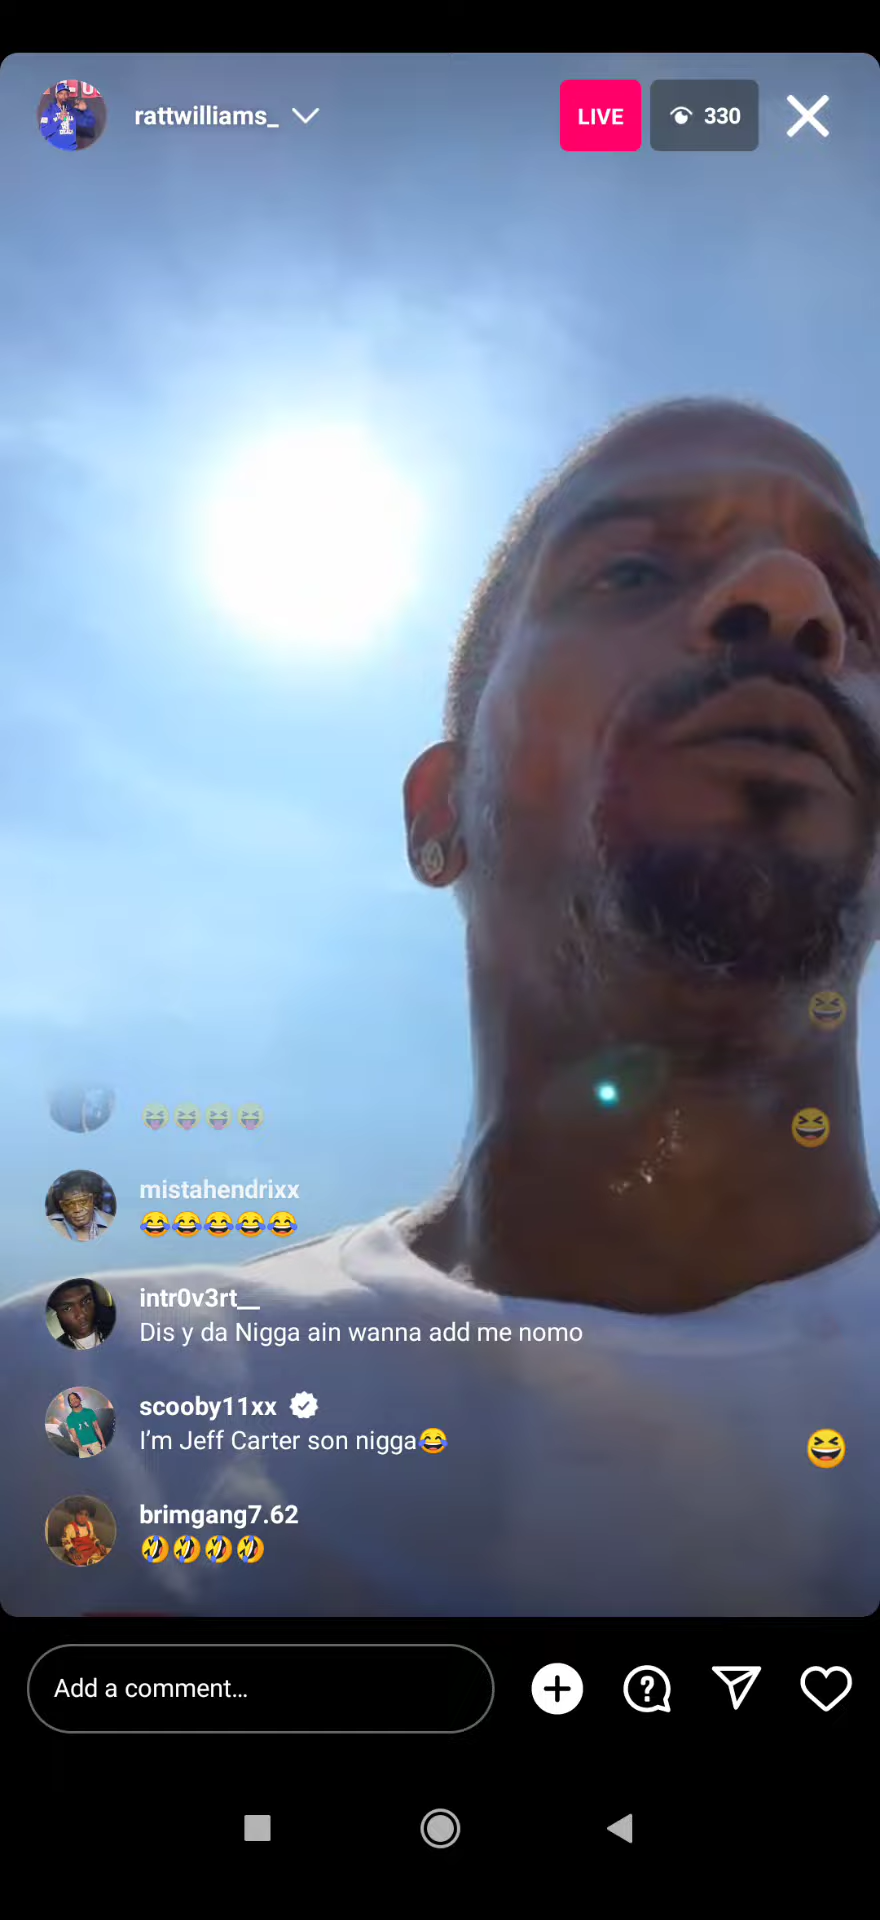 rattwilliams_
LIVE
330
😝😝😝😝
mistahendrixx
😂😂😂😂😂
intr0v3rt__
Dis y da Nigga ain wanna add me nomo
scooby11xx
I'm Jeff Carter son nigga😂
brimgang7.62
🤣🤣🤣🤣
Add a comment...